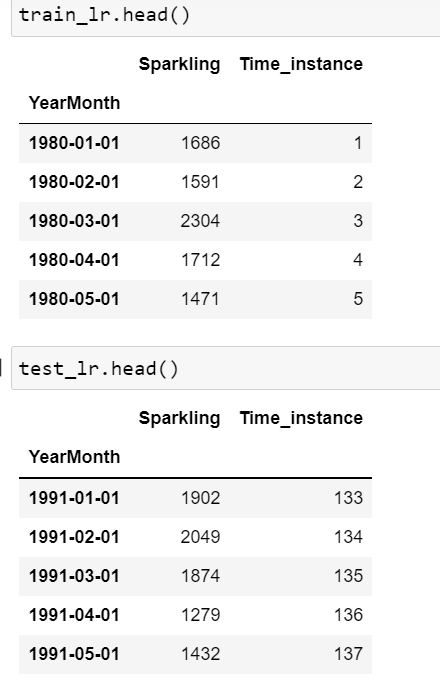 train_lr.head()
Sparkling Time_instance
YearMonth
1980-01-01 1686 1
1980-02-01 1591 2
1980-03-01 2304 3
1980-04-01 1712 4
1980-05-01 1471 5
test_lr.head()
Sparkling Time_instance
YearMonth
1991-01-01 1902 133
1991-02-01 2049 134
1991-03-01 1874 135
1991-04-01 1279 136
1991-05-01 1432 137